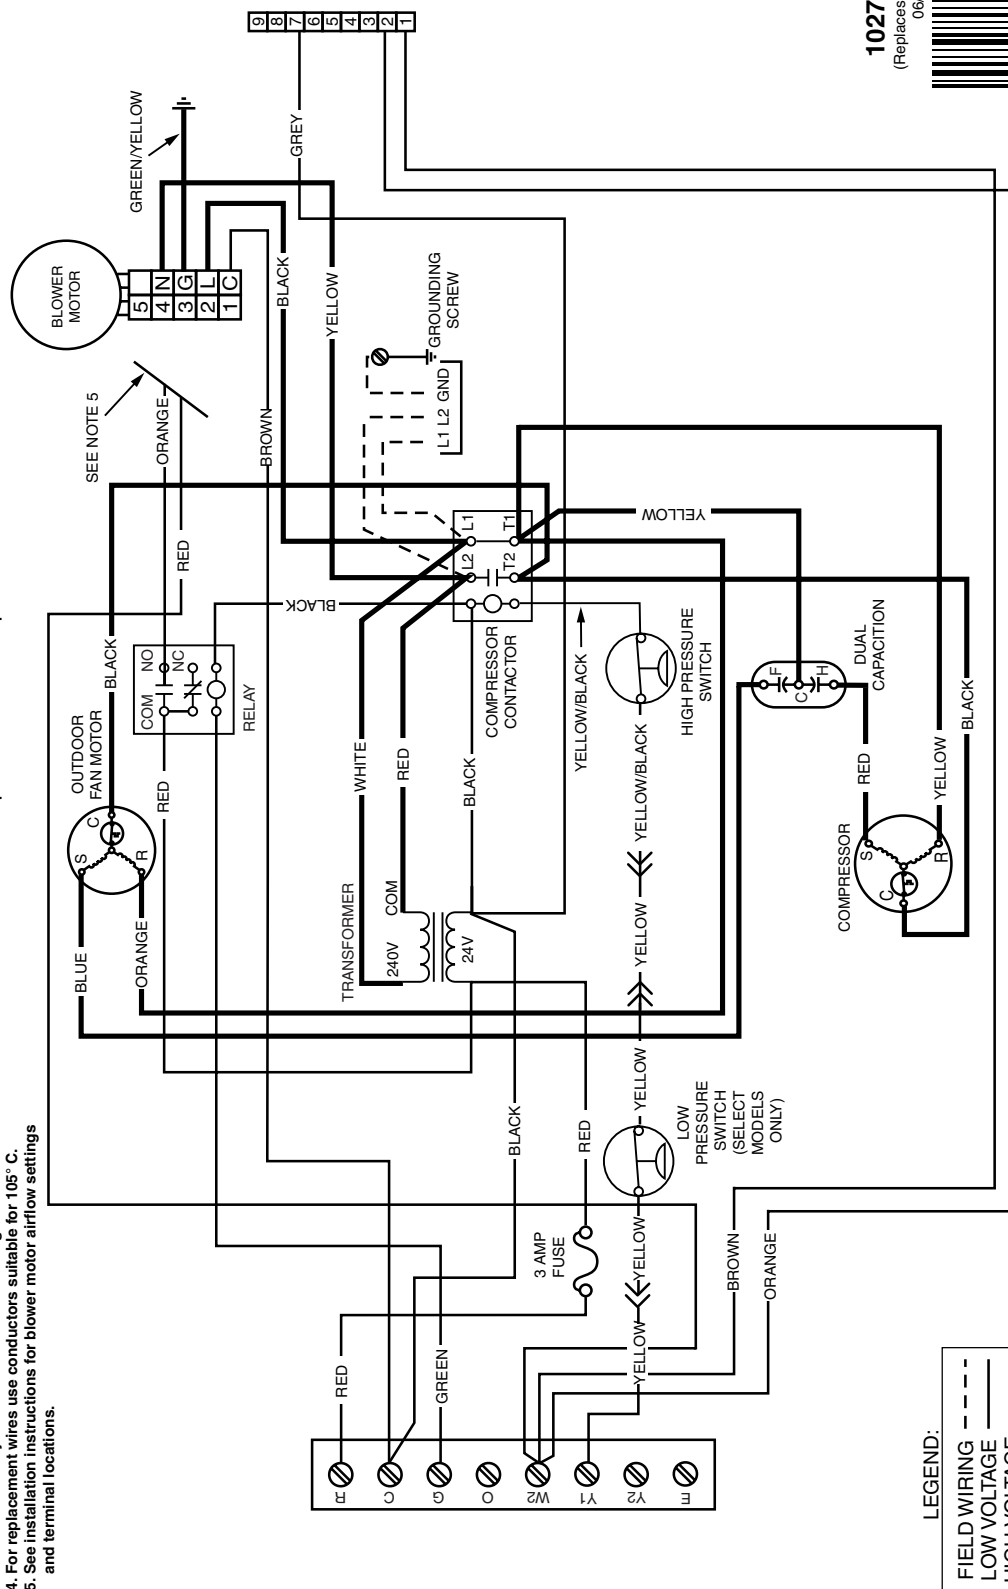 4. For replacement wires use conductors suitable for 105° C.
5. See installation instructions for blower motor airflow settings
and terminal locations.
1027
(Replaces
06/
9
8
7
6
5
4
3
2
1
GREEN/YELLOW
GREY
BLOWER
MOTOR
5
4 N
3 G
2 L
1 C
BLACK
YELLOW
GROUNDING
SCREW
SEE NOTE 5
ORANGE
RED
BROWN
L1 L2 GND
OUTDOOR
FAN MOTOR
BLACK
COM
NO
NC
RELAY
BLACK
L1
L2
T1
T2
YELLOW
COMPRESSOR
CONTACTOR
YELLOW/BLACK
HIGH PRESSURE
SWITCH
F
C
H
DUAL
CAPACITION
C
S
R
RED
WHITE
RED
BLACK
YELLOW/BLACK
RED
YELLOW
BLACK
BLUE
ORANGE
TRANSFORMER
240V
COM
24V
YELLOW
COMPRESSOR
C
S
R
BLACK
RED
YELLOW
LOW
PRESSURE
SWITCH
(SELECT
MODELS
ONLY)
3 AMP
FUSE
YELLOW
BROWN
ORANGE
RED
GREEN
YELLOW
R
C
G
O
W2
Y1
Y2
E
LEGEND:
FIELD WIRING
LOW VOLTAGE
HIGH VOLTAGE